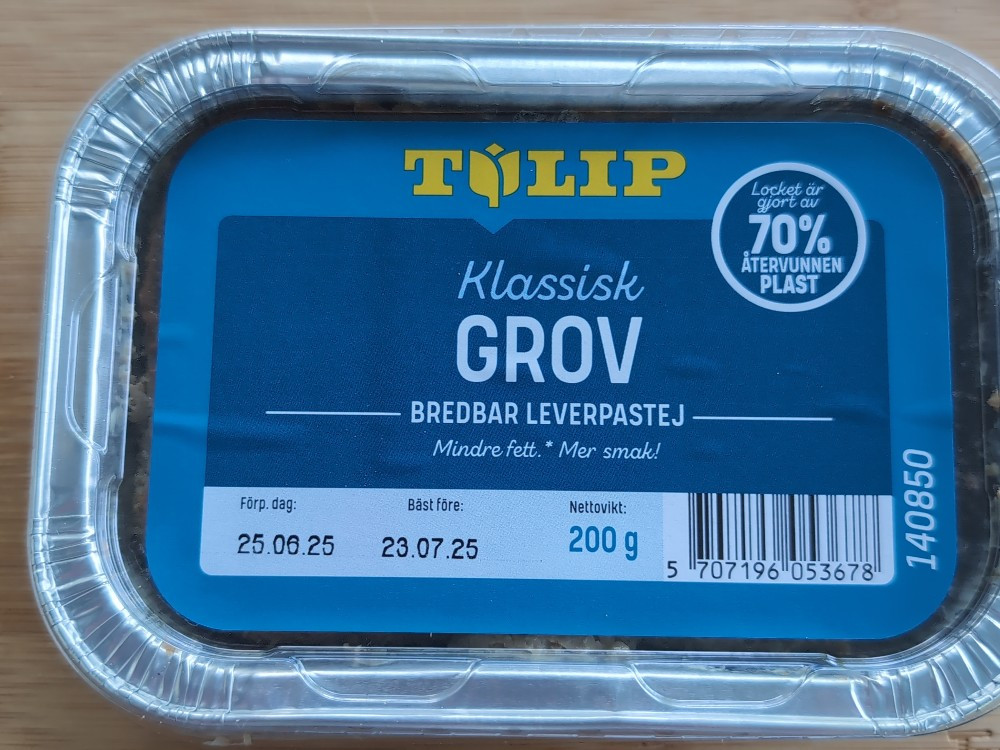 TULIP
Locket är
gjort av
70%
ÅTERVUNNEN
PLAST
Klassisk
GROV
BREDBAR LEVERPASTEJ
Mindre fett.* Mer smak!
Förp. dag: Bäst före: Nettovikt:
25.06.25 23.07.25 200 g
5 707196 053678
140850